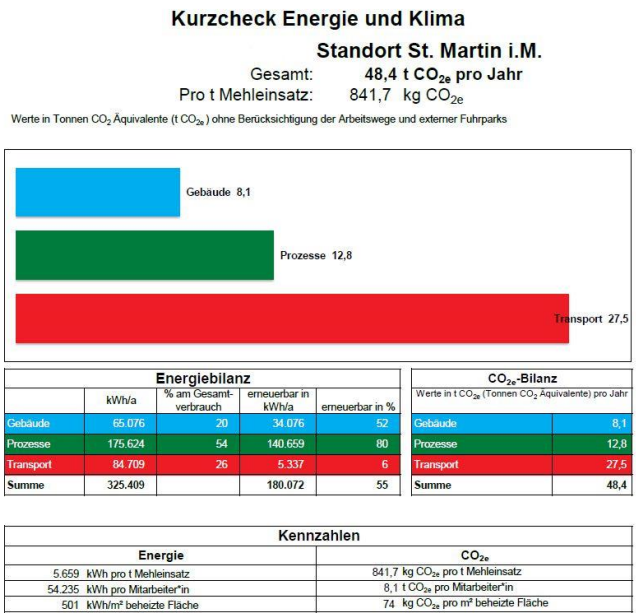 Kurzcheck Energie und Klima
Standort St. Martin i.M.
Gesamt: 48,4 t CO2e pro Jahr
Pro t Mehleinsatz: 841,7 kg CO2e
Werte in Tonnen CO2 Äquivalente (t CO2e) ohne Berücksichtigung der Arbeitswege und externer Fuhrparks
Gebäude 8,1
Prozesse 12,8
Transport 27,5
Energiebilanz
kWh/a % am Gesamt-verbrauch erneuerbar in kWh/a erneuerbar in %
Gebäude 65.076 20 34.076 52
Prozesse 175.624 54 140.659 80
Transport 84.709 26 5.337 6
Summe 325.409 180.072 55
CO2e-Bilanz
Werte in t CO2e (Tonnen CO2 Äquivalente) pro Jahr
Gebäude 8,1
Prozesse 12,8
Transport 27,5
Summe 48,4
Kennzahlen
Energie CO2e
5.659 kWh pro t Mehleinsatz 841,7 kg CO2e pro t Mehleinsatz
54.235 kWh pro Mitarbeiter*in 8,1 t CO2e pro Mitarbeiter*in
501 kWh/m² beheizte Fläche 74 kg CO2e pro m² beheizte Fläche